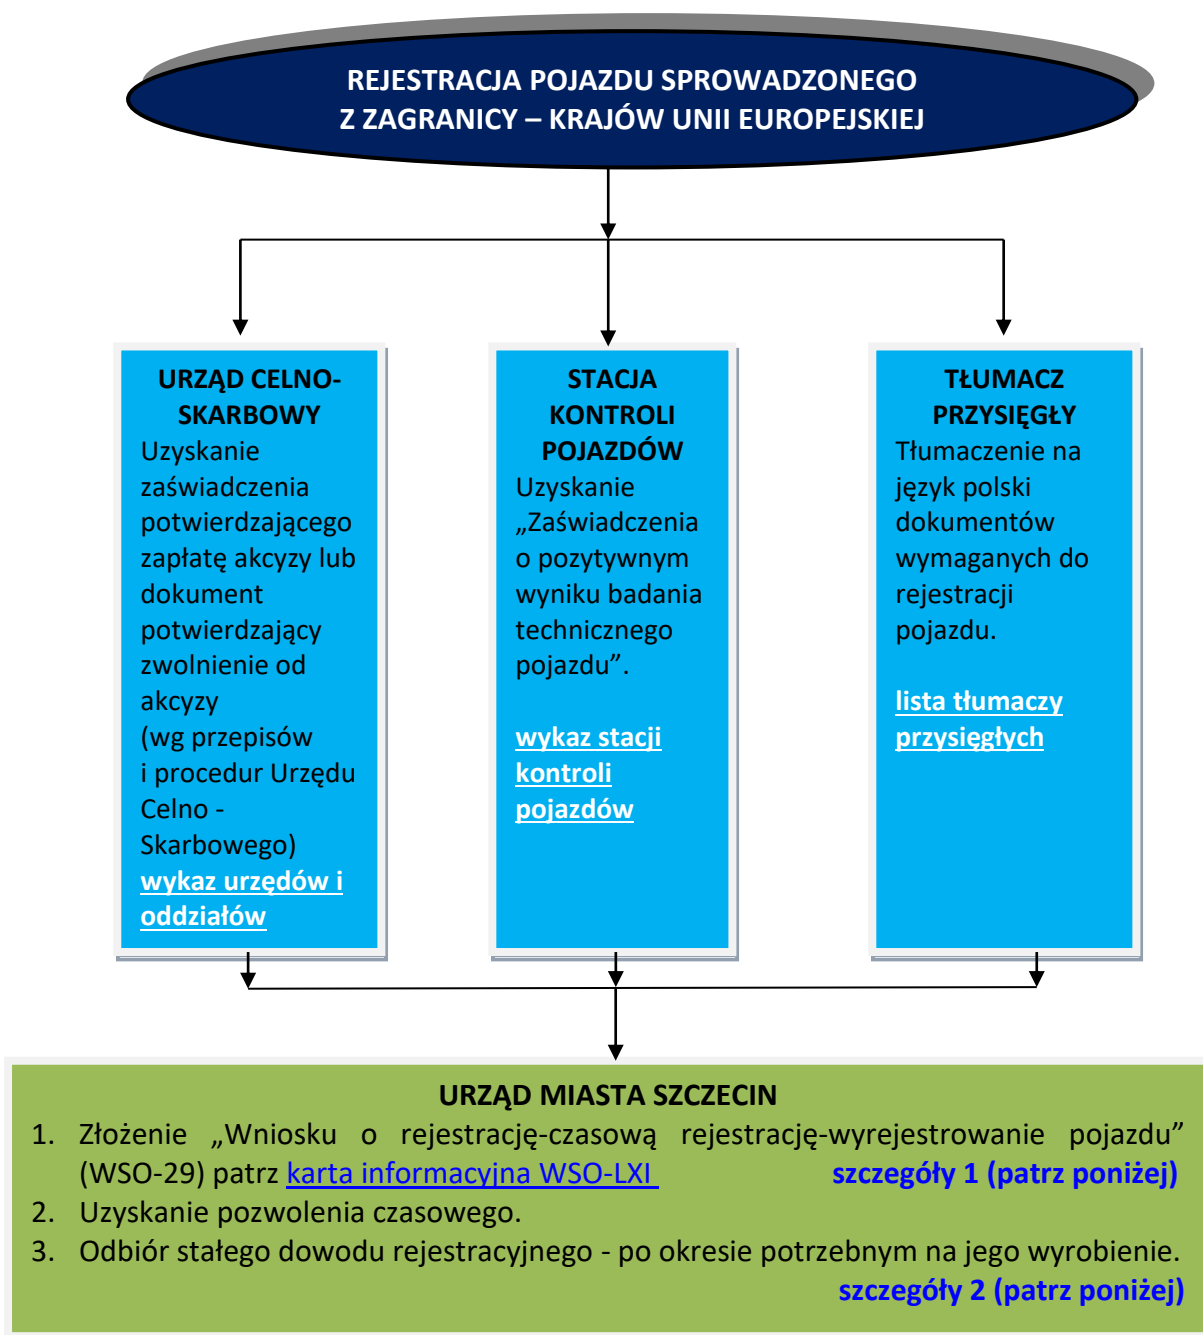 REJESTRACJA POJAZDU SPROWADZONEGO
Z ZAGRANICY – KRAJÓW UNII EUROPEJSKIEJ
URZĄD CELNO-
SKARBOWY
Uzyskanie
zaświadczenia
potwierdzającego
zapłatę akcyzy lub
dokument
potwierdzający
zwolnienie od
akcyzy
(wg przepisów
i procedur Urzędu
Celno -
Skarbowego)
wykaz urzędów i
oddziałów
STACJA
KONTROLI
POJAZDÓW
Uzyskanie
„Zaświadczenia
o pozytywnym
wyniku badania
technicznego
pojazdu”.
wykaz stacji
kontroli
pojazdów
TŁUMACZ
PRZYSIĘGŁY
Tłumaczenie na
język polski
dokumentów
wymaganych do
rejestracji
pojazdu.
lista tłumaczy
przysięgłych
URZĄD MIASTA SZCZECIN
1. Złożenie „Wniosku o rejestrację-czasową rejestrację-wyrejestrowanie pojazdu”
(WSO-29) patrz karta informacyjna WSO-LXI szczegóły 1 (patrz poniżej)
2. Uzyskanie pozwolenia czasowego.
3. Odbiór stałego dowodu rejestracyjnego - po okresie potrzebnym na jego wyrobienie.
szczegóły 2 (patrz poniżej)